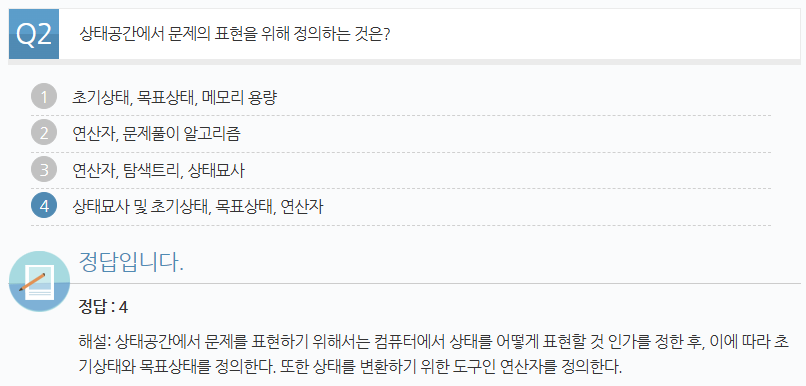 Q2 상태공간에서 문제의 표현을 위해 정의하는 것은?
1 초기상태, 목표상태, 메모리 용량
2 연산자, 문제풀이 알고리즘
3 연산자, 탐색트리, 상태묘사
4 상태묘사 및 초기상태, 목표상태, 연산자
정답입니다.
정답 : 4
해설: 상태공간에서 문제를 표현하기 위해서는 컴퓨터에서 상태를 어떻게 표현할 것 인가를 정한 후, 이에 따라 초
기상태와 목표상태를 정의한다. 또한 상태를 변환하기 위한 도구인 연산자를 정의한다.